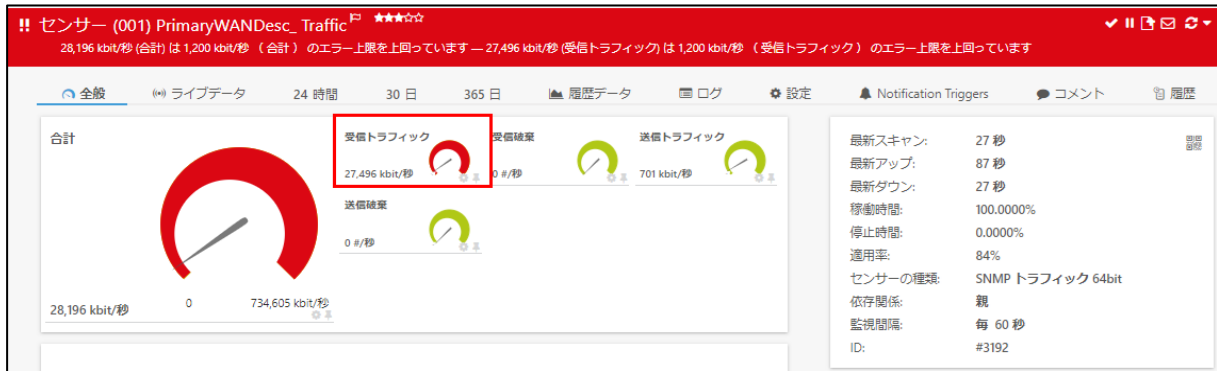 センサー (001) PrimaryWANDesc_ Traffic
28,196 kbit/秒 (合計) は 1,200 kbit/秒 （ 合計 ） のエラー上限を上回っています — 27,496 kbit/秒 (受信トラフィック) は 1,200 kbit/秒 （ 受信トラフィック ） のエラー上限を上回っています
全般 ライブデータ 24 時間 30 日 365 日 履歴データ ログ 設定 Notification Triggers コメント 履歴
合計
28,196 kbit/秒
0 734,605 kbit/秒
受信トラフィック
27,496 kbit/秒
受信破棄
0 #/秒
送信トラフィック
701 kbit/秒
送信破棄
0 #/秒
最新スキャン: 27 秒
最新アップ: 87 秒
最新ダウン: 27 秒
稼働時間: 100.0000%
停止時間: 0.0000%
適用率: 84%
センサーの種類: SNMP トラフィック 64bit
依存関係: 親
監視間隔: 毎 60 秒
ID: #3192